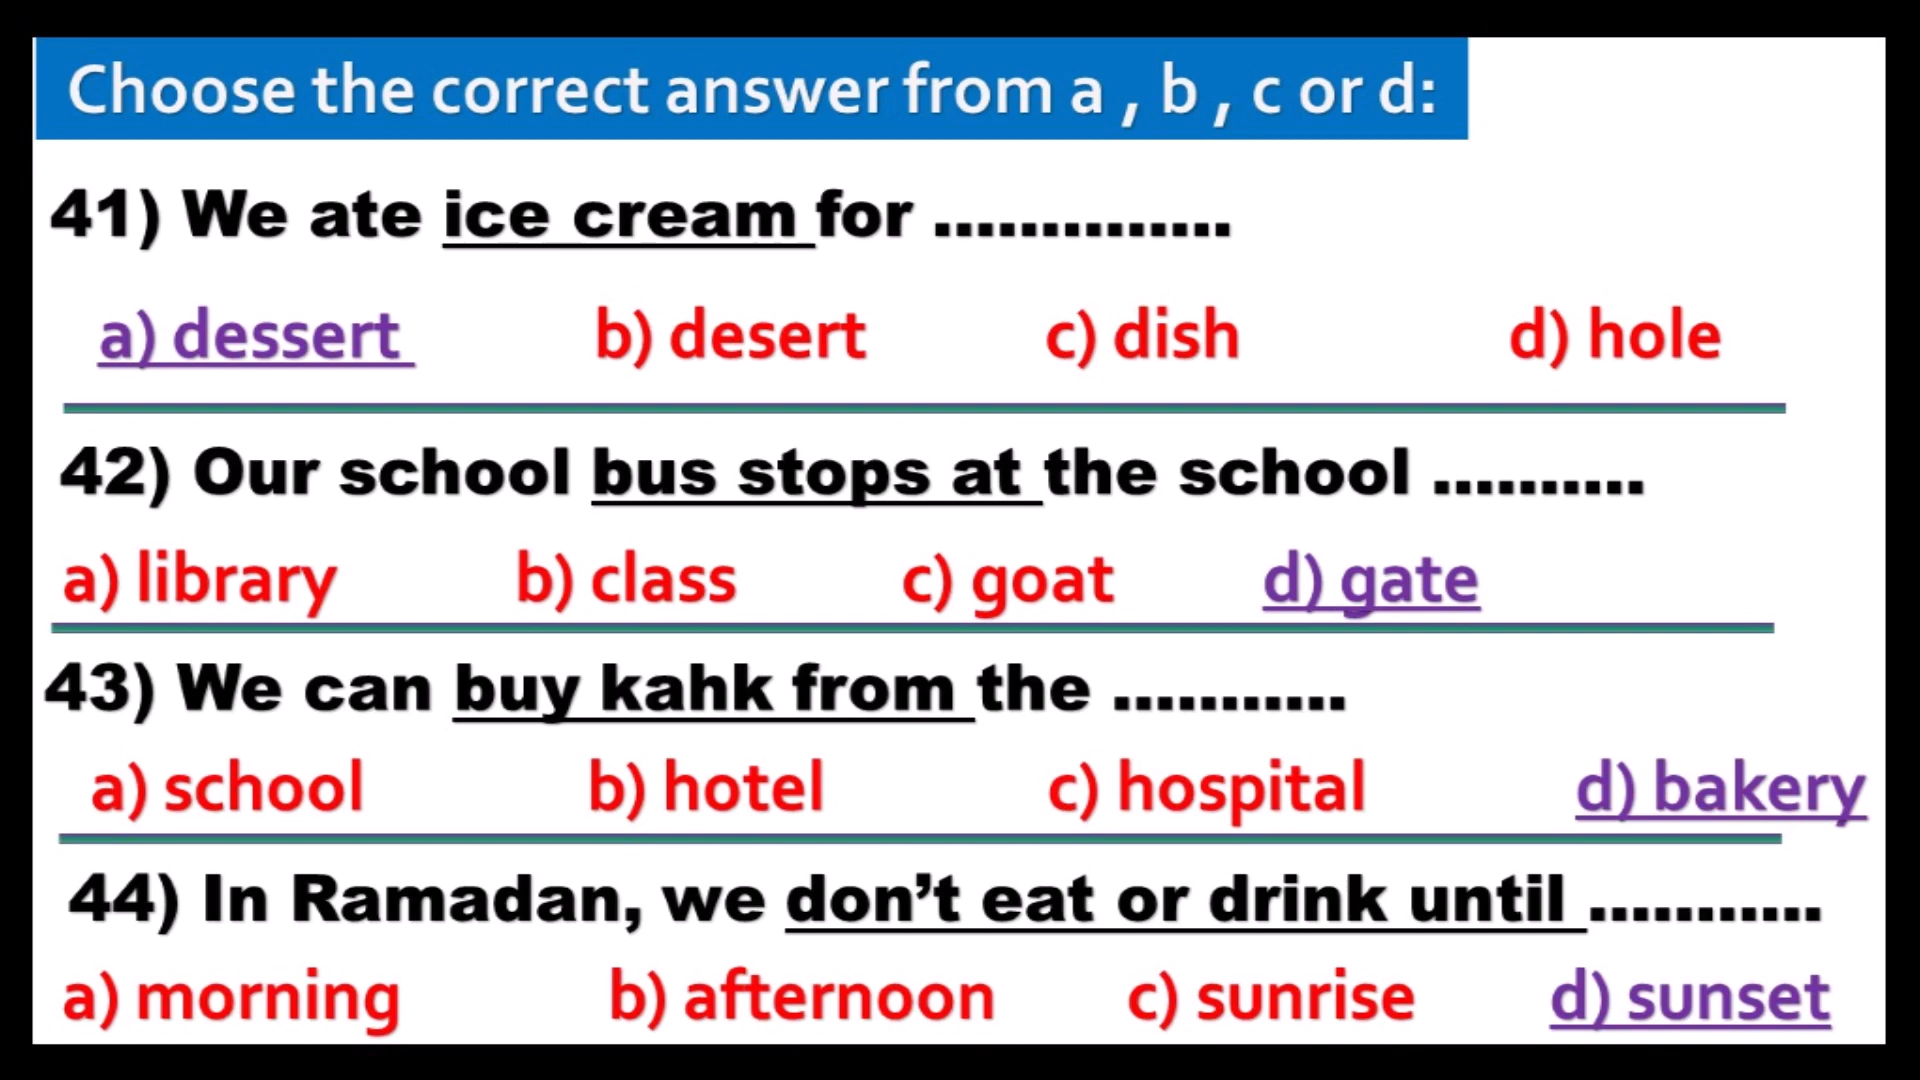 Choose the correct answer from a , b , c or d:
41) We ate ice cream for ..............
a) dessert b) desert c) dish d) hole
42) Our school bus stops at the school ..........
a) library b) class c) goat d) gate
43) We can buy kahk from the ...........
a) school b) hotel c) hospital d) bakery
44) In Ramadan, we don’t eat or drink until ...........
a) morning b) afternoon c) sunrise d) sunset